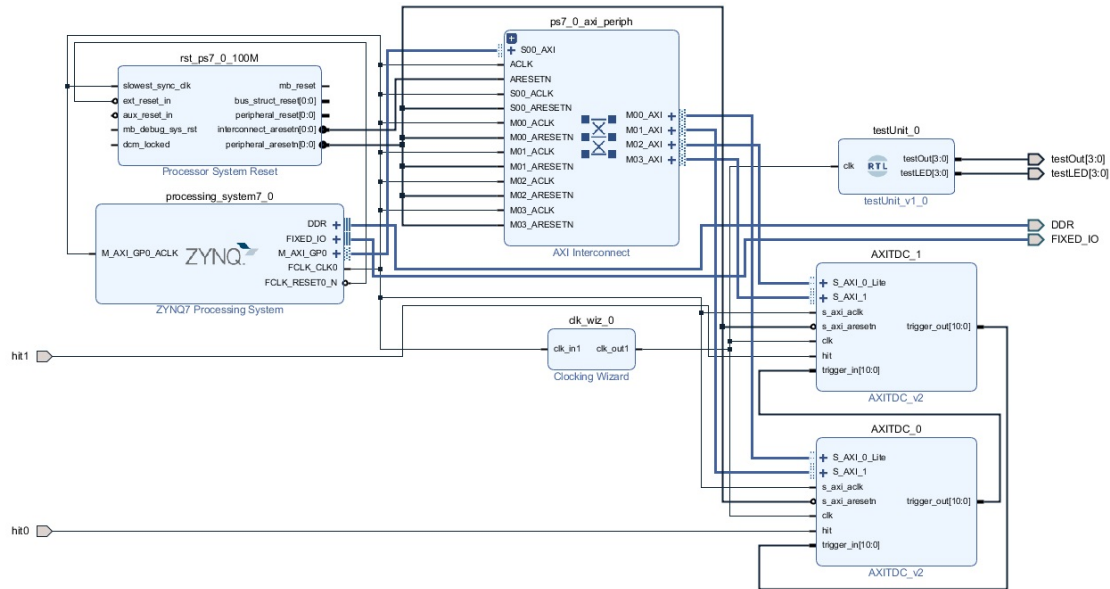 ps7_0_axi_periph
S00_AXI
ACLK
ARESETN
S00_ACLK
S00_ARESETN
M00_ACLK
M00_ARESETN
M01_ACLK
M01_ARESETN
M02_ACLK
M02_ARESETN
M03_ACLK
M03_ARESETN
M00_AXI
M01_AXI
M02_AXI
M03_AXI
AXI Interconnect
rst_ps7_0_100M
slowest_sync_clk
ext_reset_in
aux_reset_in
mb_debug_sys_rst
dcm_locked
mb_reset
bus_struct_reset[0:0]
peripheral_reset[0:0]
interconnect_aresetn[0:0]
peripheral_aresetn[0:0]
Processor System Reset
processing_system7_0
M_AXI_GP0_ACLK
ZYNQ
DDR
FIXED_IO
M_AXI_GP0
FCLK_CLK0
FCLK_RESET0_N
ZYNQ7 Processing System
testUnit_0
clk
RTL
testOut[3:0]
testLED[3:0]
testUnit_v1_0
testOut[3:0]
testLED[3:0]
DDR
FIXED_IO
clk_wiz_0
clk_in1
clk_out1
Clocking Wizard
AXITDC_1
S_AXI_0_Lite
S_AXI_1
s_axi_aclk
s_axi_aresetn
clk
hit
trigger_in[10:0]
trigger_out[10:0]
AXITDC_v2
hit1
AXITDC_0
S_AXI_0_Lite
S_AXI_1
s_axi_aclk
s_axi_aresetn
clk
hit
trigger_in[10:0]
trigger_out[10:0]
AXITDC_v2
hit0